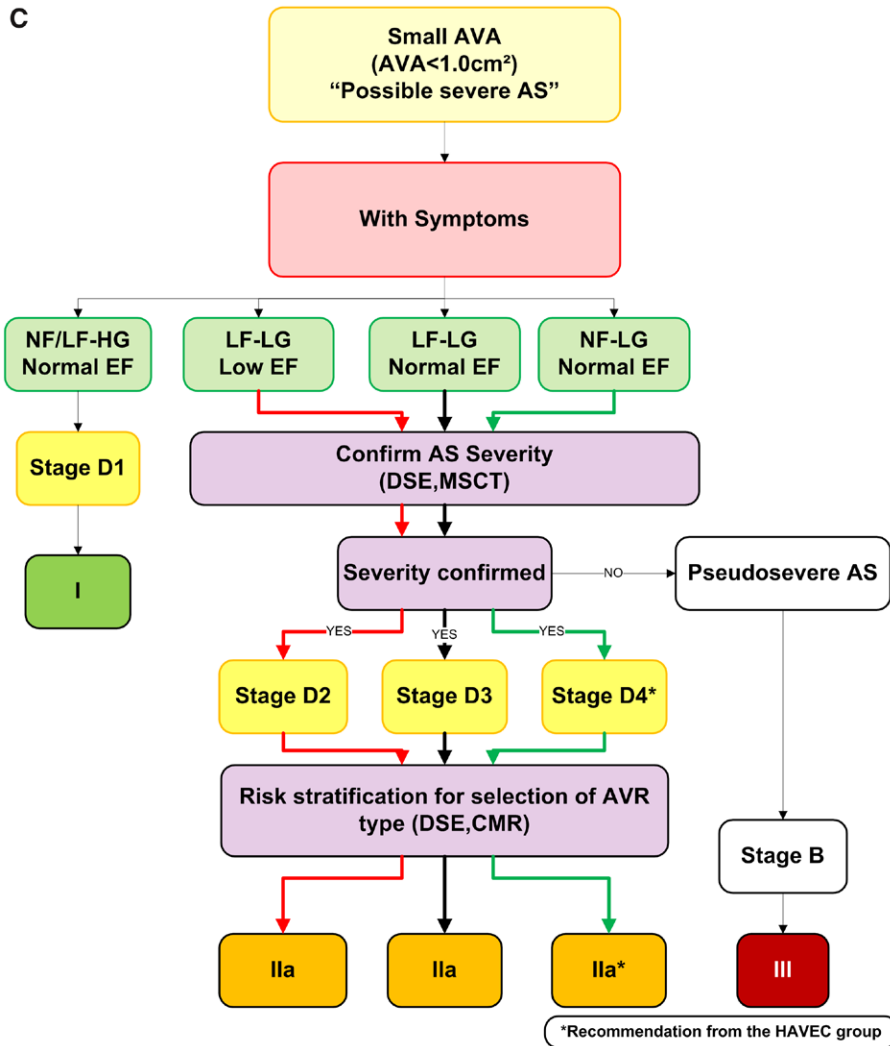 C
Small AVA
(AVA<1.0cm²)
“Possible severe AS”
With Symptoms
NF/LF-HG
Normal EF
LF-LG
Low EF
LF-LG
Normal EF
NF-LG
Normal EF
Stage D1
Confirm AS Severity
(DSE,MSCT)
I
Severity confirmed
NO
Pseudosevere AS
YES
YES
YES
Stage D2
Stage D3
Stage D4*
Risk stratification for selection of AVR
type (DSE,CMR)
Stage B
IIa
IIa
IIa*
III
*Recommendation from the HAVEC group